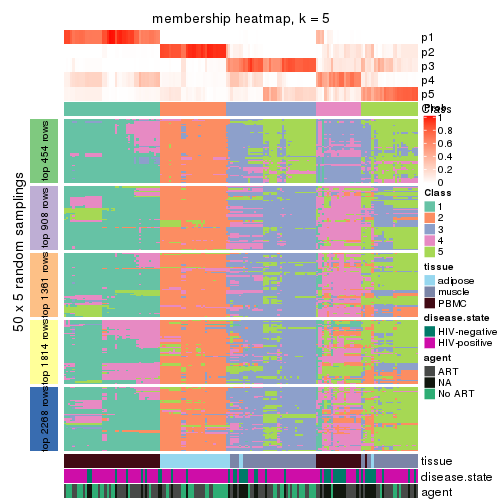 membership heatmap, k = 5
p1
p2
p3
p4
p5
Class
Prob
1
0.8
0.6
0.4
0.2
0
Class
1
2
3
4
5
tissue
adipose
muscle
PBMC
disease.state
HIV-negative
HIV-positive
agent
ART
NA
No ART
50 x 5 random samplings
top 454 rows
top 908 rows
top 1361 rows
top 1814 rows
top 2268 rows
tissue
disease.state
agent